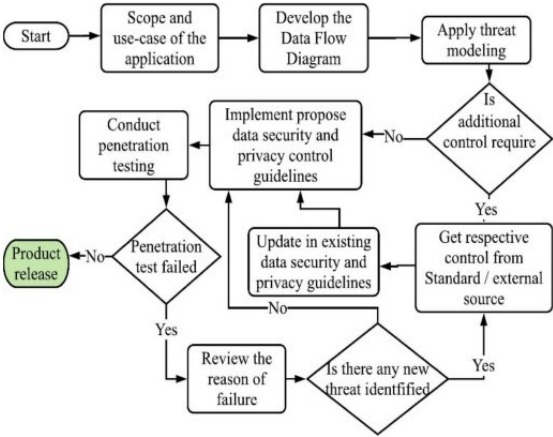 Start
Scope and
use-case of the
application
Develop the
Data Flow
Diagram
Apply threat
modeling
Is
additional
control require
No
Yes
Implement propose
data security and
privacy control
guidelines
Conduct
penetration
testing
Penetration
test failed
No
Product
release
Yes
Get respective
control from
Standard / external
source
Update in existing
data security and
privacy guidelines
No
Review the
reason of
failure
Is there any new
threat identfified
Yes